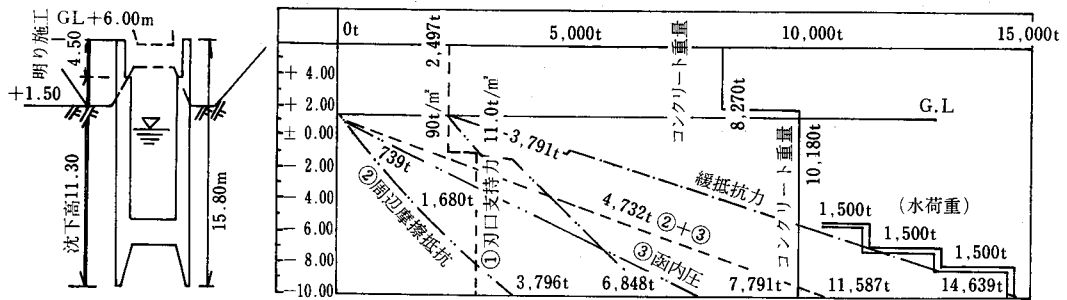 GL+6.00m
明り施工
4.50
+1.50
沈下高11.30
15.80m
0t
5,000t
10,000t
15,000t
+ 4.00
+ 2.00
± 0.00
− 2.00
− 4.00
− 6.00
− 8.00
−10.00
2,497t
90t/m²
11.0t/m²
①刃口支持力
コンクリート重量
8,270t
G.L
コンクリート重量
10,180t
3,791t
739t
1,680t
②周辺摩擦抵抗
4,732t ②+③
③函内圧
緩抵抗力
(水荷重)
1,500t
1,500t
1,500t
3,796t
6,848t
7,791t
11,587t
14,639t